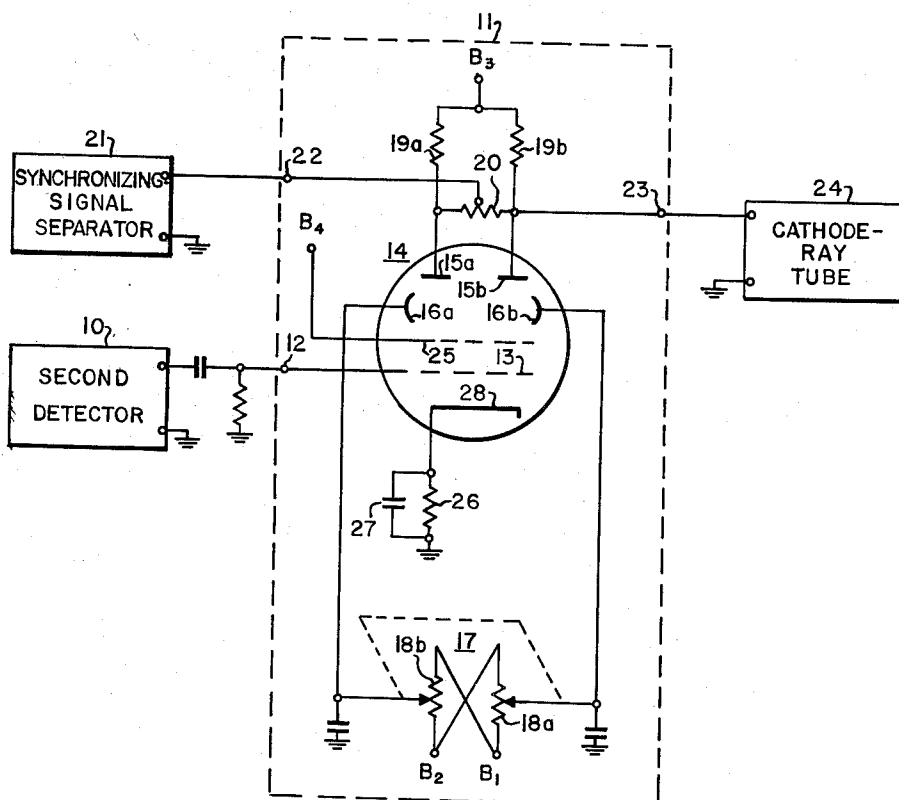 11
B3
21
22
19a
19b
20
23
24
SYNCHRONIZING
SIGNAL
SEPARATOR
B4
14
15a
15b
CATHODE-
RAY
TUBE
16a
16b
10
12
25
13
SECOND
DETECTOR
28
27
26
17
18b
18a
B2
B1